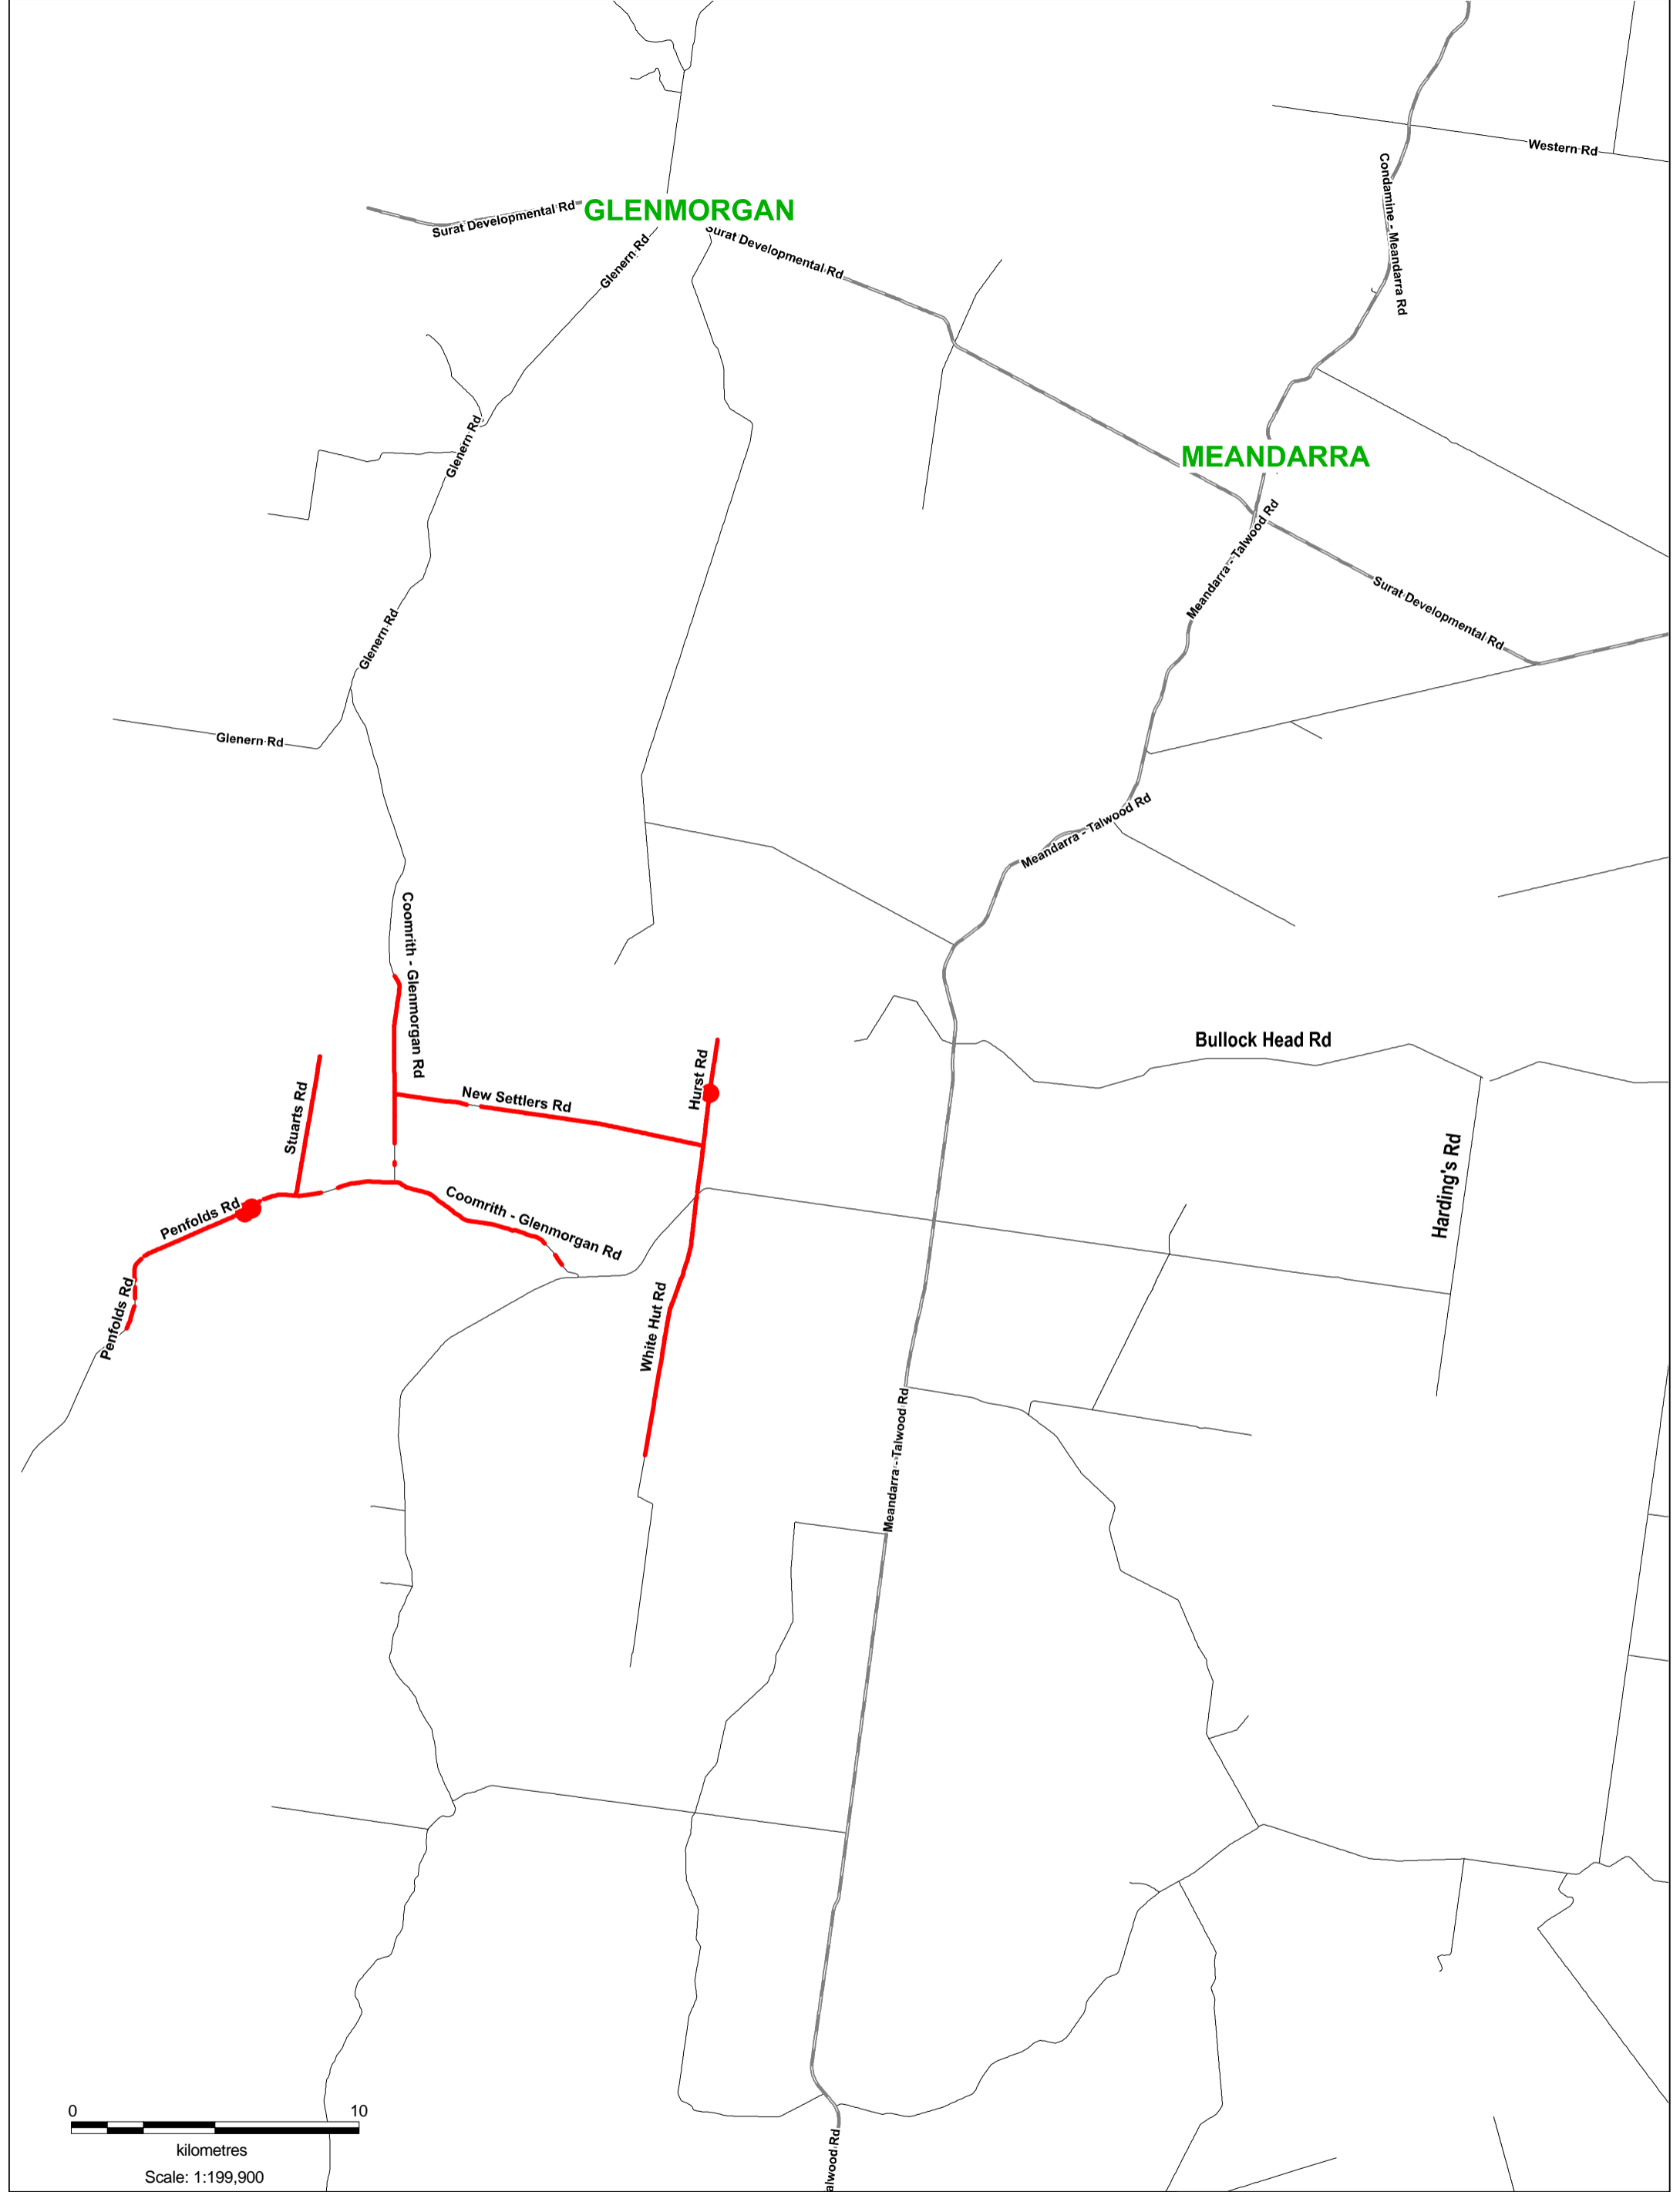 Western Rd
Condamine - Meandarra Rd
GLENMORGAN
Surat Developmental Rd
Surat Developmental Rd
Glenern Rd
Glenern Rd
MEANDARRA
Meandarra - Talwood Rd
Surat Developmental Rd
Glenern Rd
Glenern Rd
Meandarra - Talwood Rd
Coomrith - Glenmorgan Rd
Bullock Head Rd
Hurst Rd
New Settlers Rd
Stuarts Rd
Harding's Rd
Penfolds Rd
Coomrith - Glenmorgan Rd
Penfolds Rd
White Hut Rd
Meandarra - Talwood Rd
0 10
kilometres
Scale: 1:199,900
alwood Rd